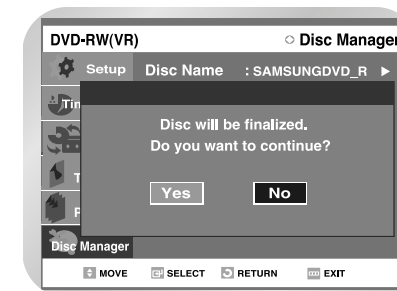 DVD-RW(VR) Disc Manager
Setup Disc Name : SAMSUNGDVD_R
Disc will be finalized.
Do you want to continue?
Yes No
Disc Manager
MOVE SELECT RETURN EXIT